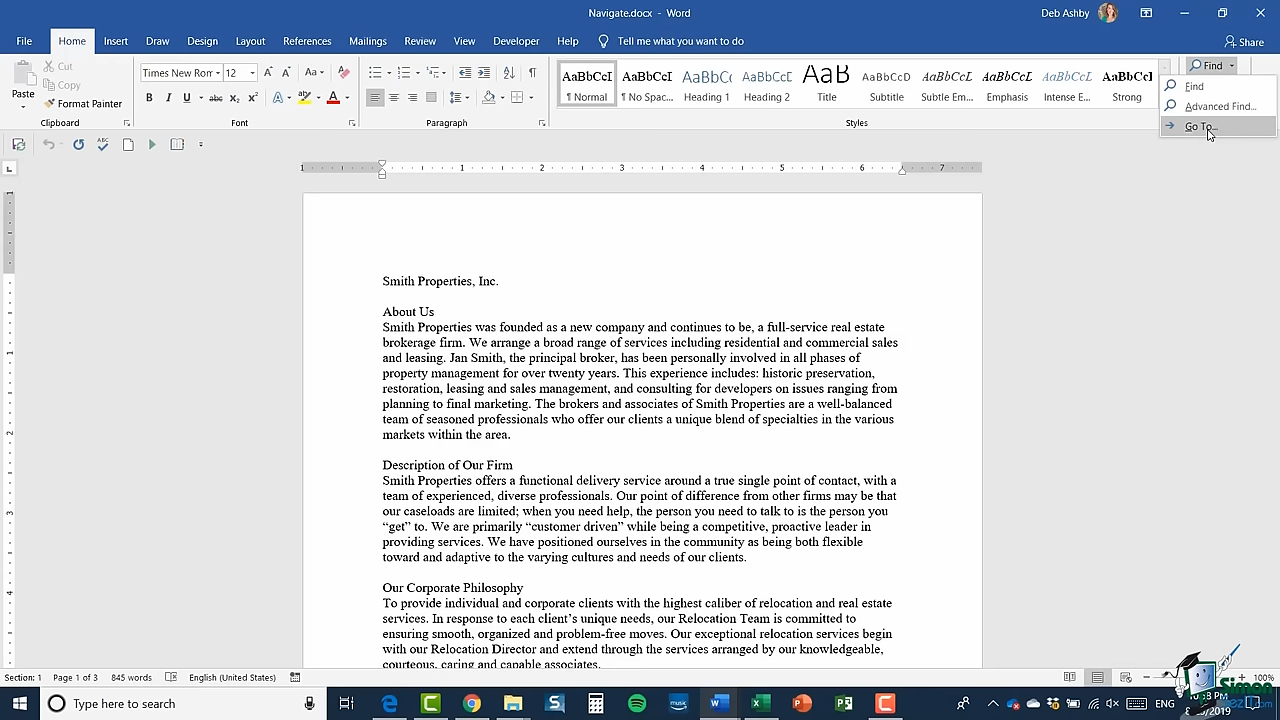 Navigate.docx - Word
Deb Ashby
File Home Insert Draw Design Layout References Mailings Review View Developer Help Tell me what you want to do
Share
Paste
Cut
Copy
Format Painter
Clipboard
Times New Rom 12
Aa
B I U abc x₂ x²
Font
Paragraph
AaBbCcI AaBbCcI AaBbCc AaBbCcI AaB AaBbCcD AaBbCcL AaBbCcL AaBbCcL AaBbCcI
¶ Normal ¶ No Spac... Heading 1 Heading 2 Title Subtitle Subtle Em... Emphasis Intense E... Strong
Styles
Find
Find
Advanced Find...
Go To...
1 1 2 3 4 5 6 7
Smith Properties, Inc.
About Us
Smith Properties was founded as a new company and continues to be, a full-service real estate
brokerage firm. We arrange a broad range of services including residential and commercial sales
and leasing. Jan Smith, the principal broker, has been personally involved in all phases of
property management for over twenty years. This experience includes: historic preservation,
restoration, leasing and sales management, and consulting for developers on issues ranging from
planning to final marketing. The brokers and associates of Smith Properties are a well-balanced
team of seasoned professionals who offer our clients a unique blend of specialties in the various
markets within the area.
Description of Our Firm
Smith Properties offers a functional delivery service around a true single point of contact, with a
team of experienced, diverse professionals. Our point of difference from other firms may be that
our caseloads are limited; when you need help, the person you need to talk to is the person you
“get” to. We are primarily “customer driven” while being a competitive, proactive leader in
providing services. We have positioned ourselves in the community as being both flexible
toward and adaptive to the varying cultures and needs of our clients.
Our Corporate Philosophy
To provide individual and corporate clients with the highest caliber of relocation and real estate
services. In response to each client’s unique needs, our Relocation Team is committed to
ensuring smooth, organized and problem-free moves. Our exceptional relocation services begin
with our Relocation Director and extend through the services arranged by our knowledgeable,
courteous, caring and capable associates.
Section: 1 Page 1 of 3 845 words English (United States)
100%
Type here to search
music
ENG
Simon